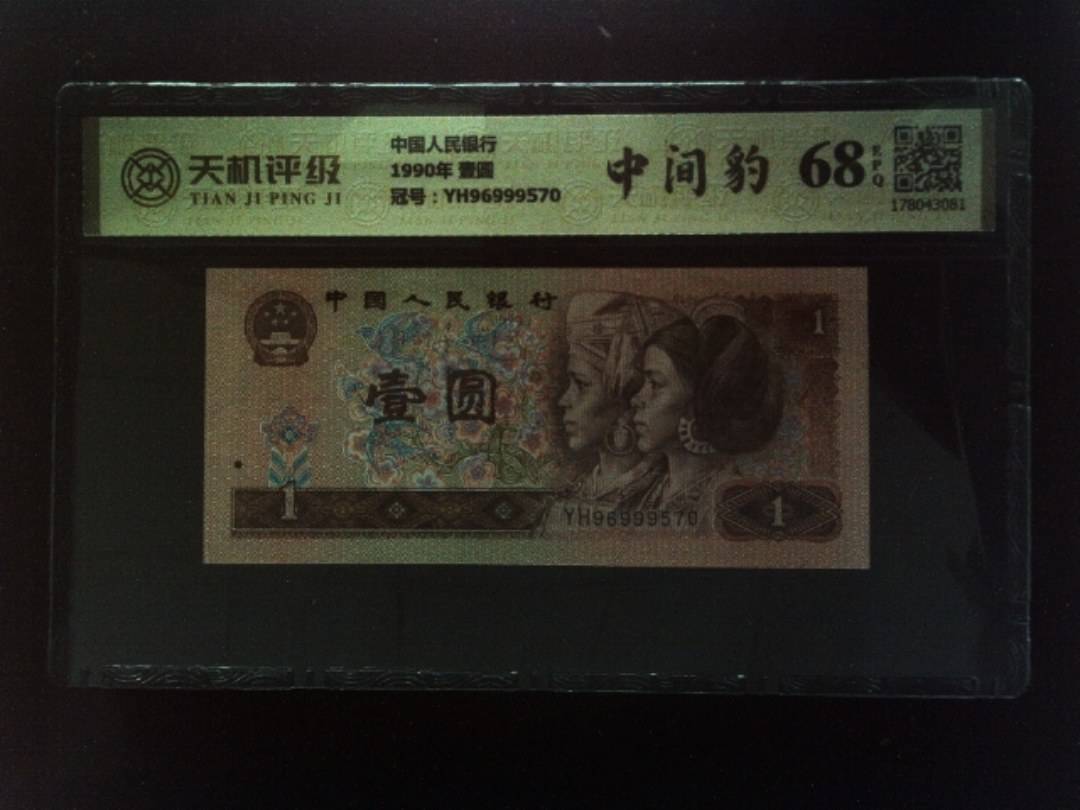 天机评级
TIAN JI PING JI
中国人民银行
1990年 壹圆
冠号：YH96999570
中间豹
68 EPQ
178043081
中国人民银行
壹圆
1
1
YH96999570
1